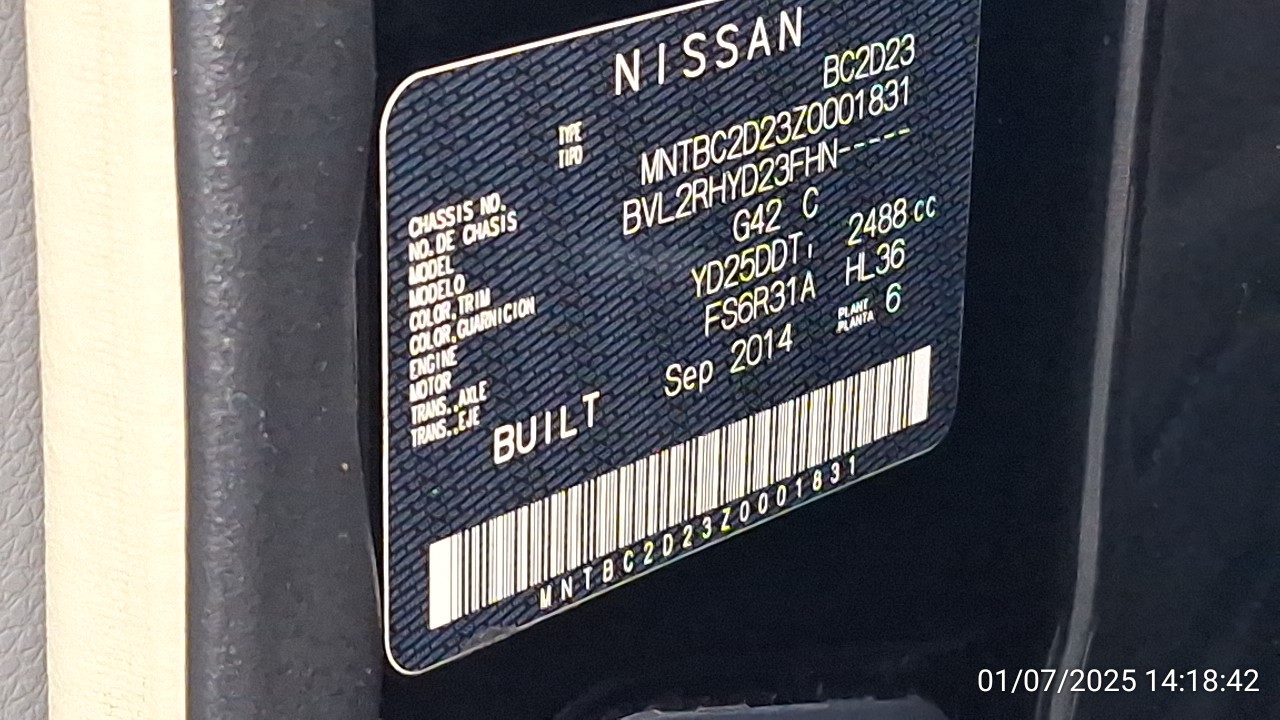 NISSAN
TYPE
TIPO
BC2D23
CHASSIS NO.
NO. DE CHASIS
MNTBC2D23Z0001831
MODEL
MODELO
BVL2RHYD23FHN-----
COLOR, TRIM
COLOR, GUARNICION
G42 C
ENGINE
MOTOR
YD25DDT, 2488 cc
TRANS., AXLE
TRANS., EJE
FS6R31A HL36
BUILT Sep 2014
PLANT
PLANTA
6
MNTBC2D23Z0001831
01/07/2025 14:18:42